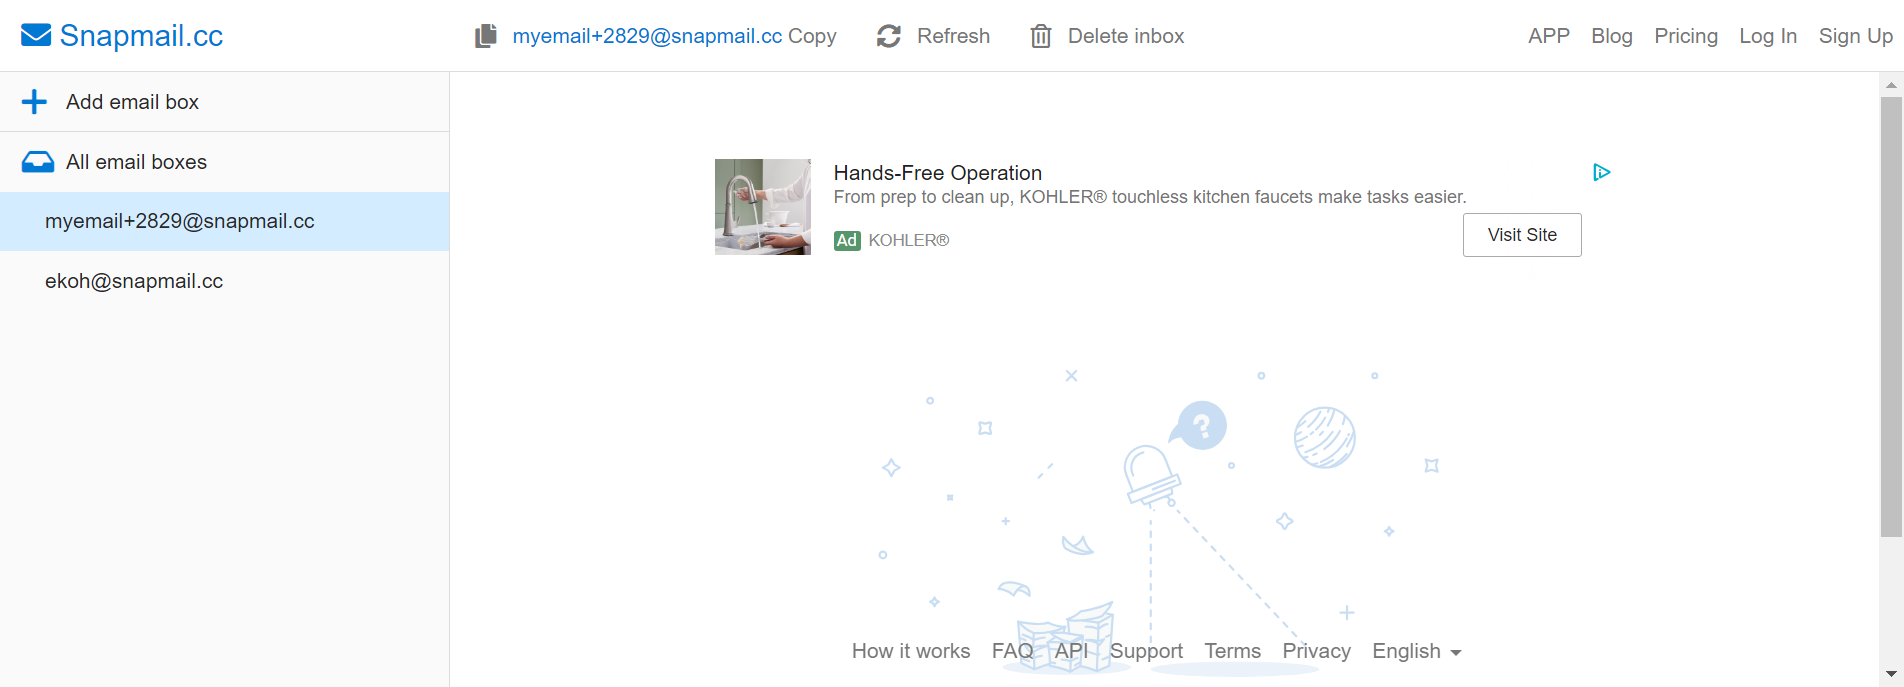 Snapmail.cc
myemail+2829@snapmail.cc Copy Refresh Delete inbox
APP Blog Pricing Log In Sign Up
Add email box
All email boxes
myemail+2829@snapmail.cc
ekoh@snapmail.cc
Hands-Free Operation
From prep to clean up, KOHLER® touchless kitchen faucets make tasks easier.
Ad KOHLER®
Visit Site
?
How it works FAQ API Support Terms Privacy English